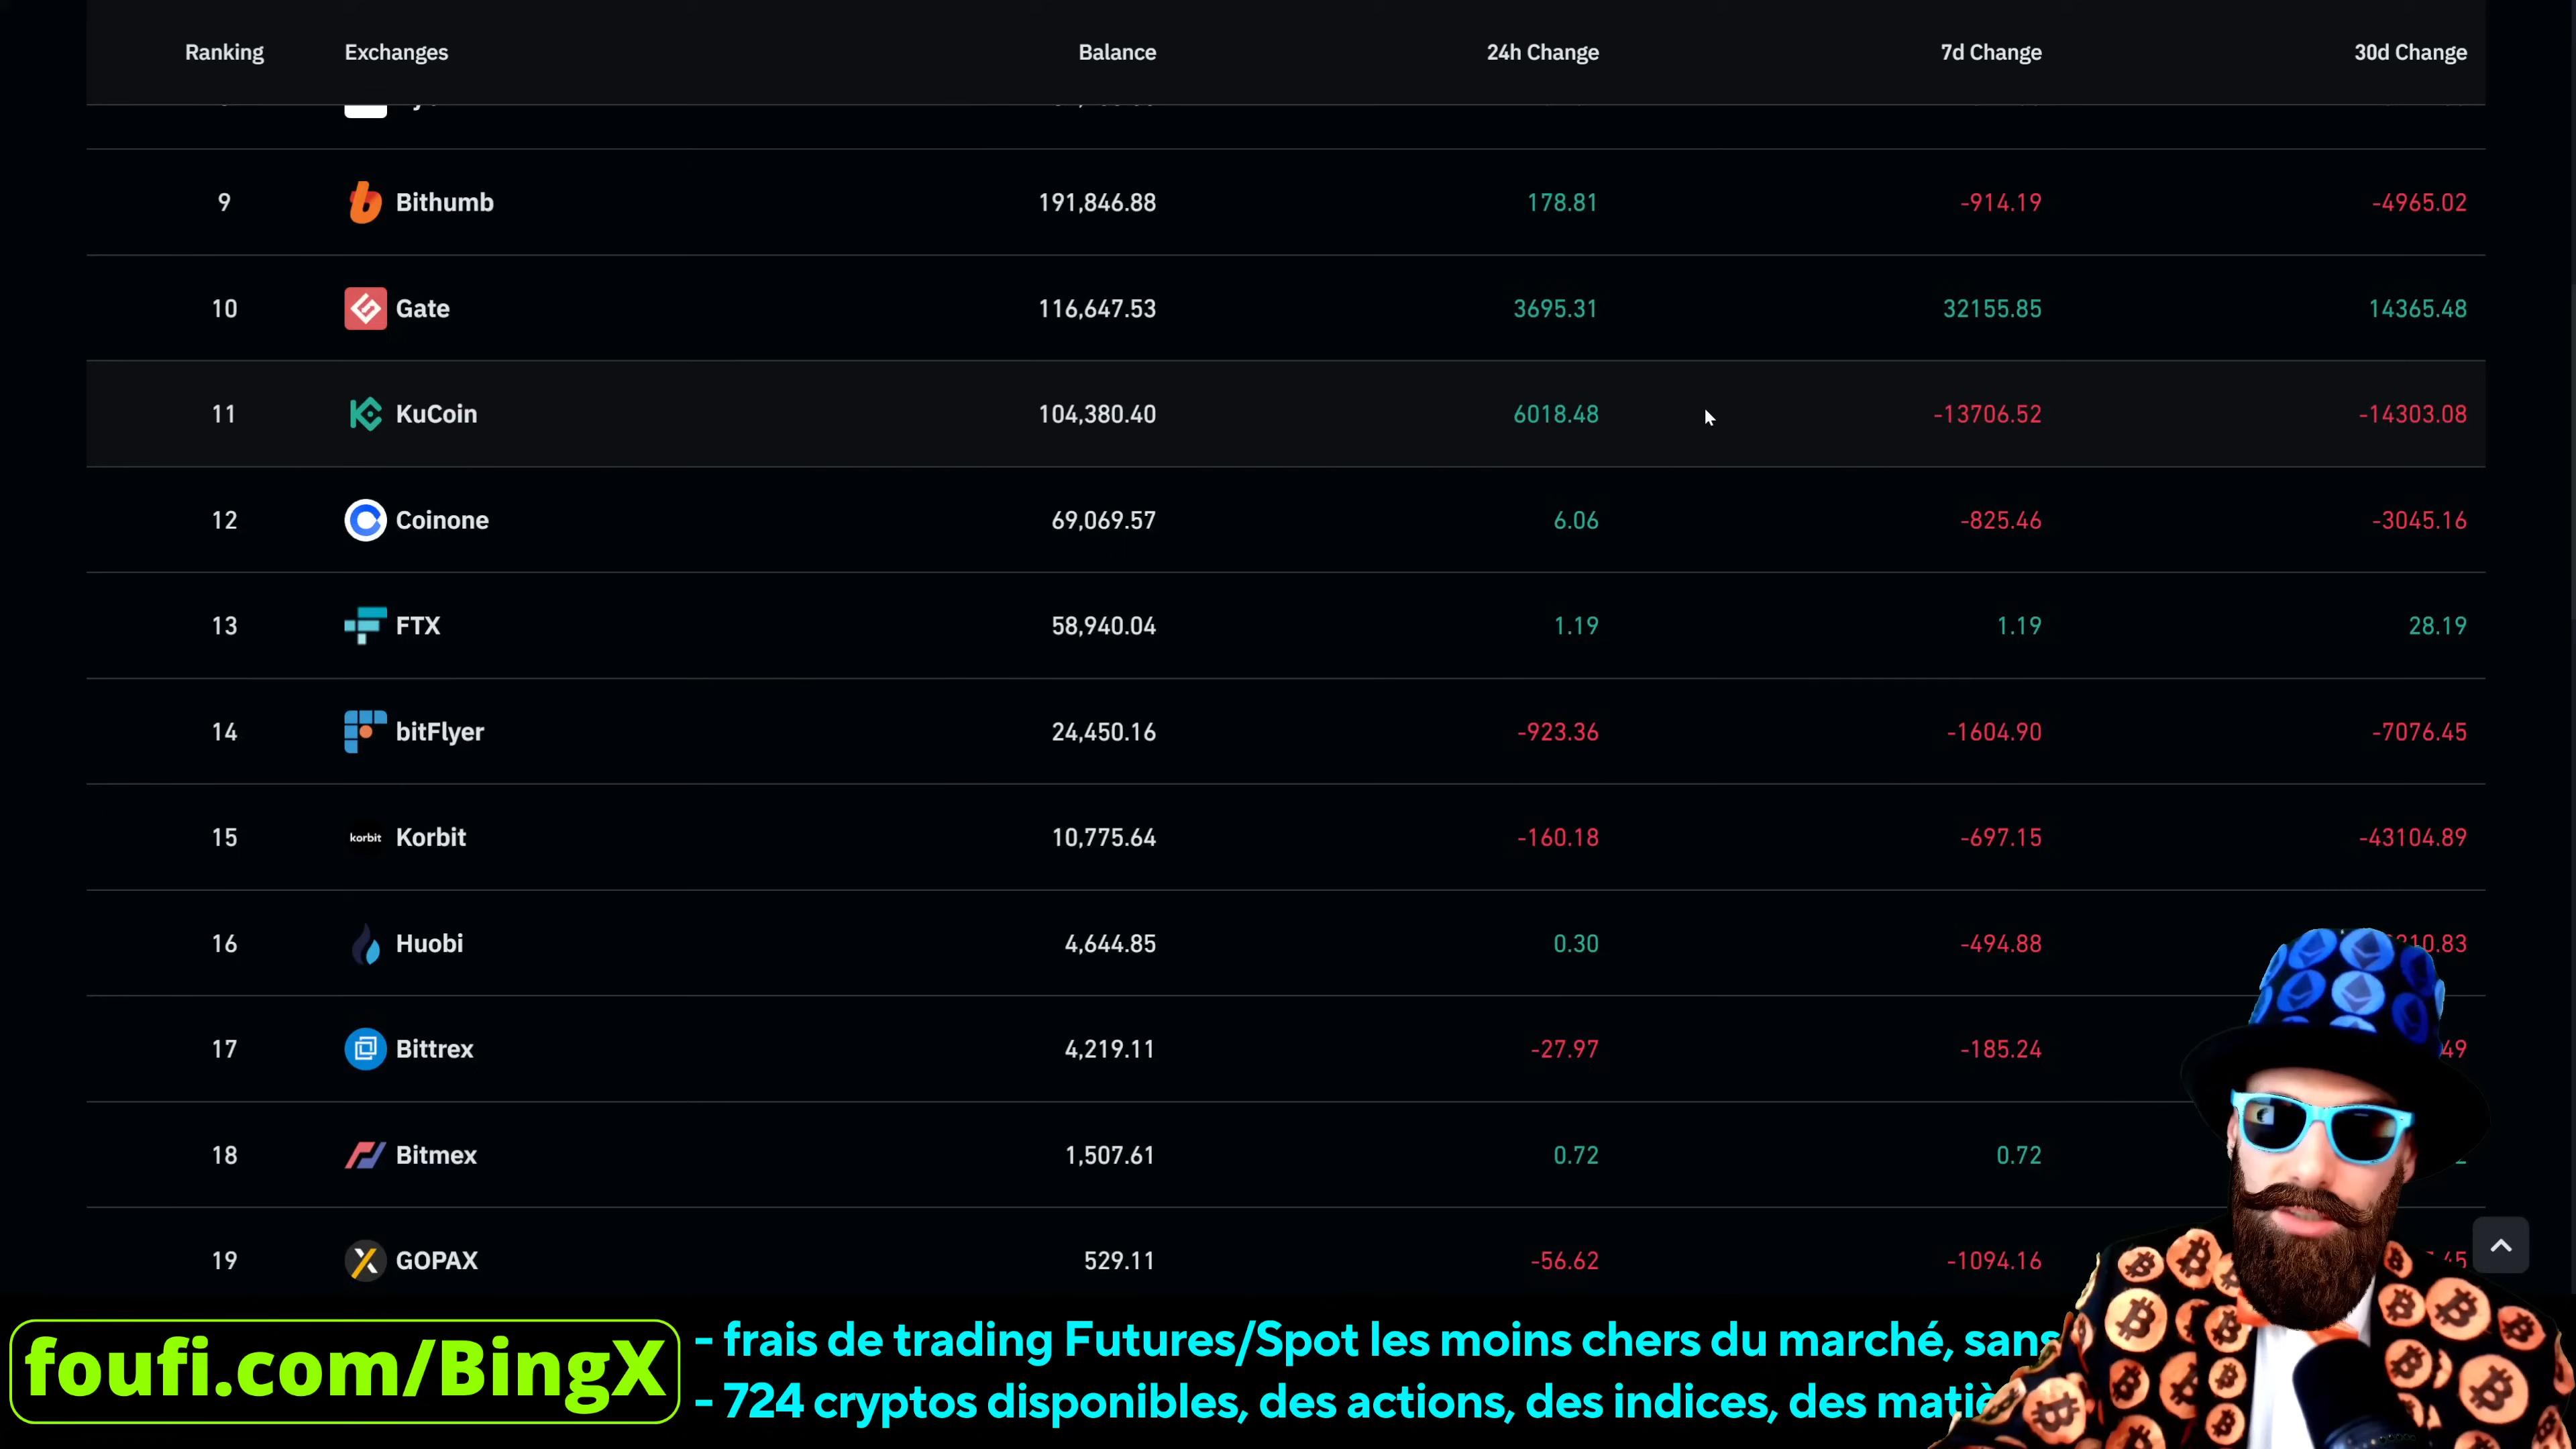 Ranking Exchanges Balance 24h Change 7d Change 30d Change
9 Bithumb 191,846.88 178.81 -914.19 -4965.02
10 Gate 116,647.53 3695.31 32155.85 14365.48
11 KuCoin 104,380.40 6018.48 -13706.52 -14303.08
12 Coinone 69,069.57 6.06 -825.46 -3045.16
13 FTX 58,940.04 1.19 1.19 28.19
14 bitFlyer 24,450.16 -923.36 -1604.90 -7076.45
15 korbit Korbit 10,775.64 -160.18 -697.15 -43104.89
16 Huobi 4,644.85 0.30 -494.88
17 Bittrex 4,219.11 -27.97 -185.24
18 Bitmex 1,507.61 0.72 0.72
19 GOPAX 529.11 -56.62 -1094.16
foufi.com/BingX
- frais de trading Futures/Spot les moins chers du marché, sans
- 724 cryptos disponibles, des actions, des indices, des matiè